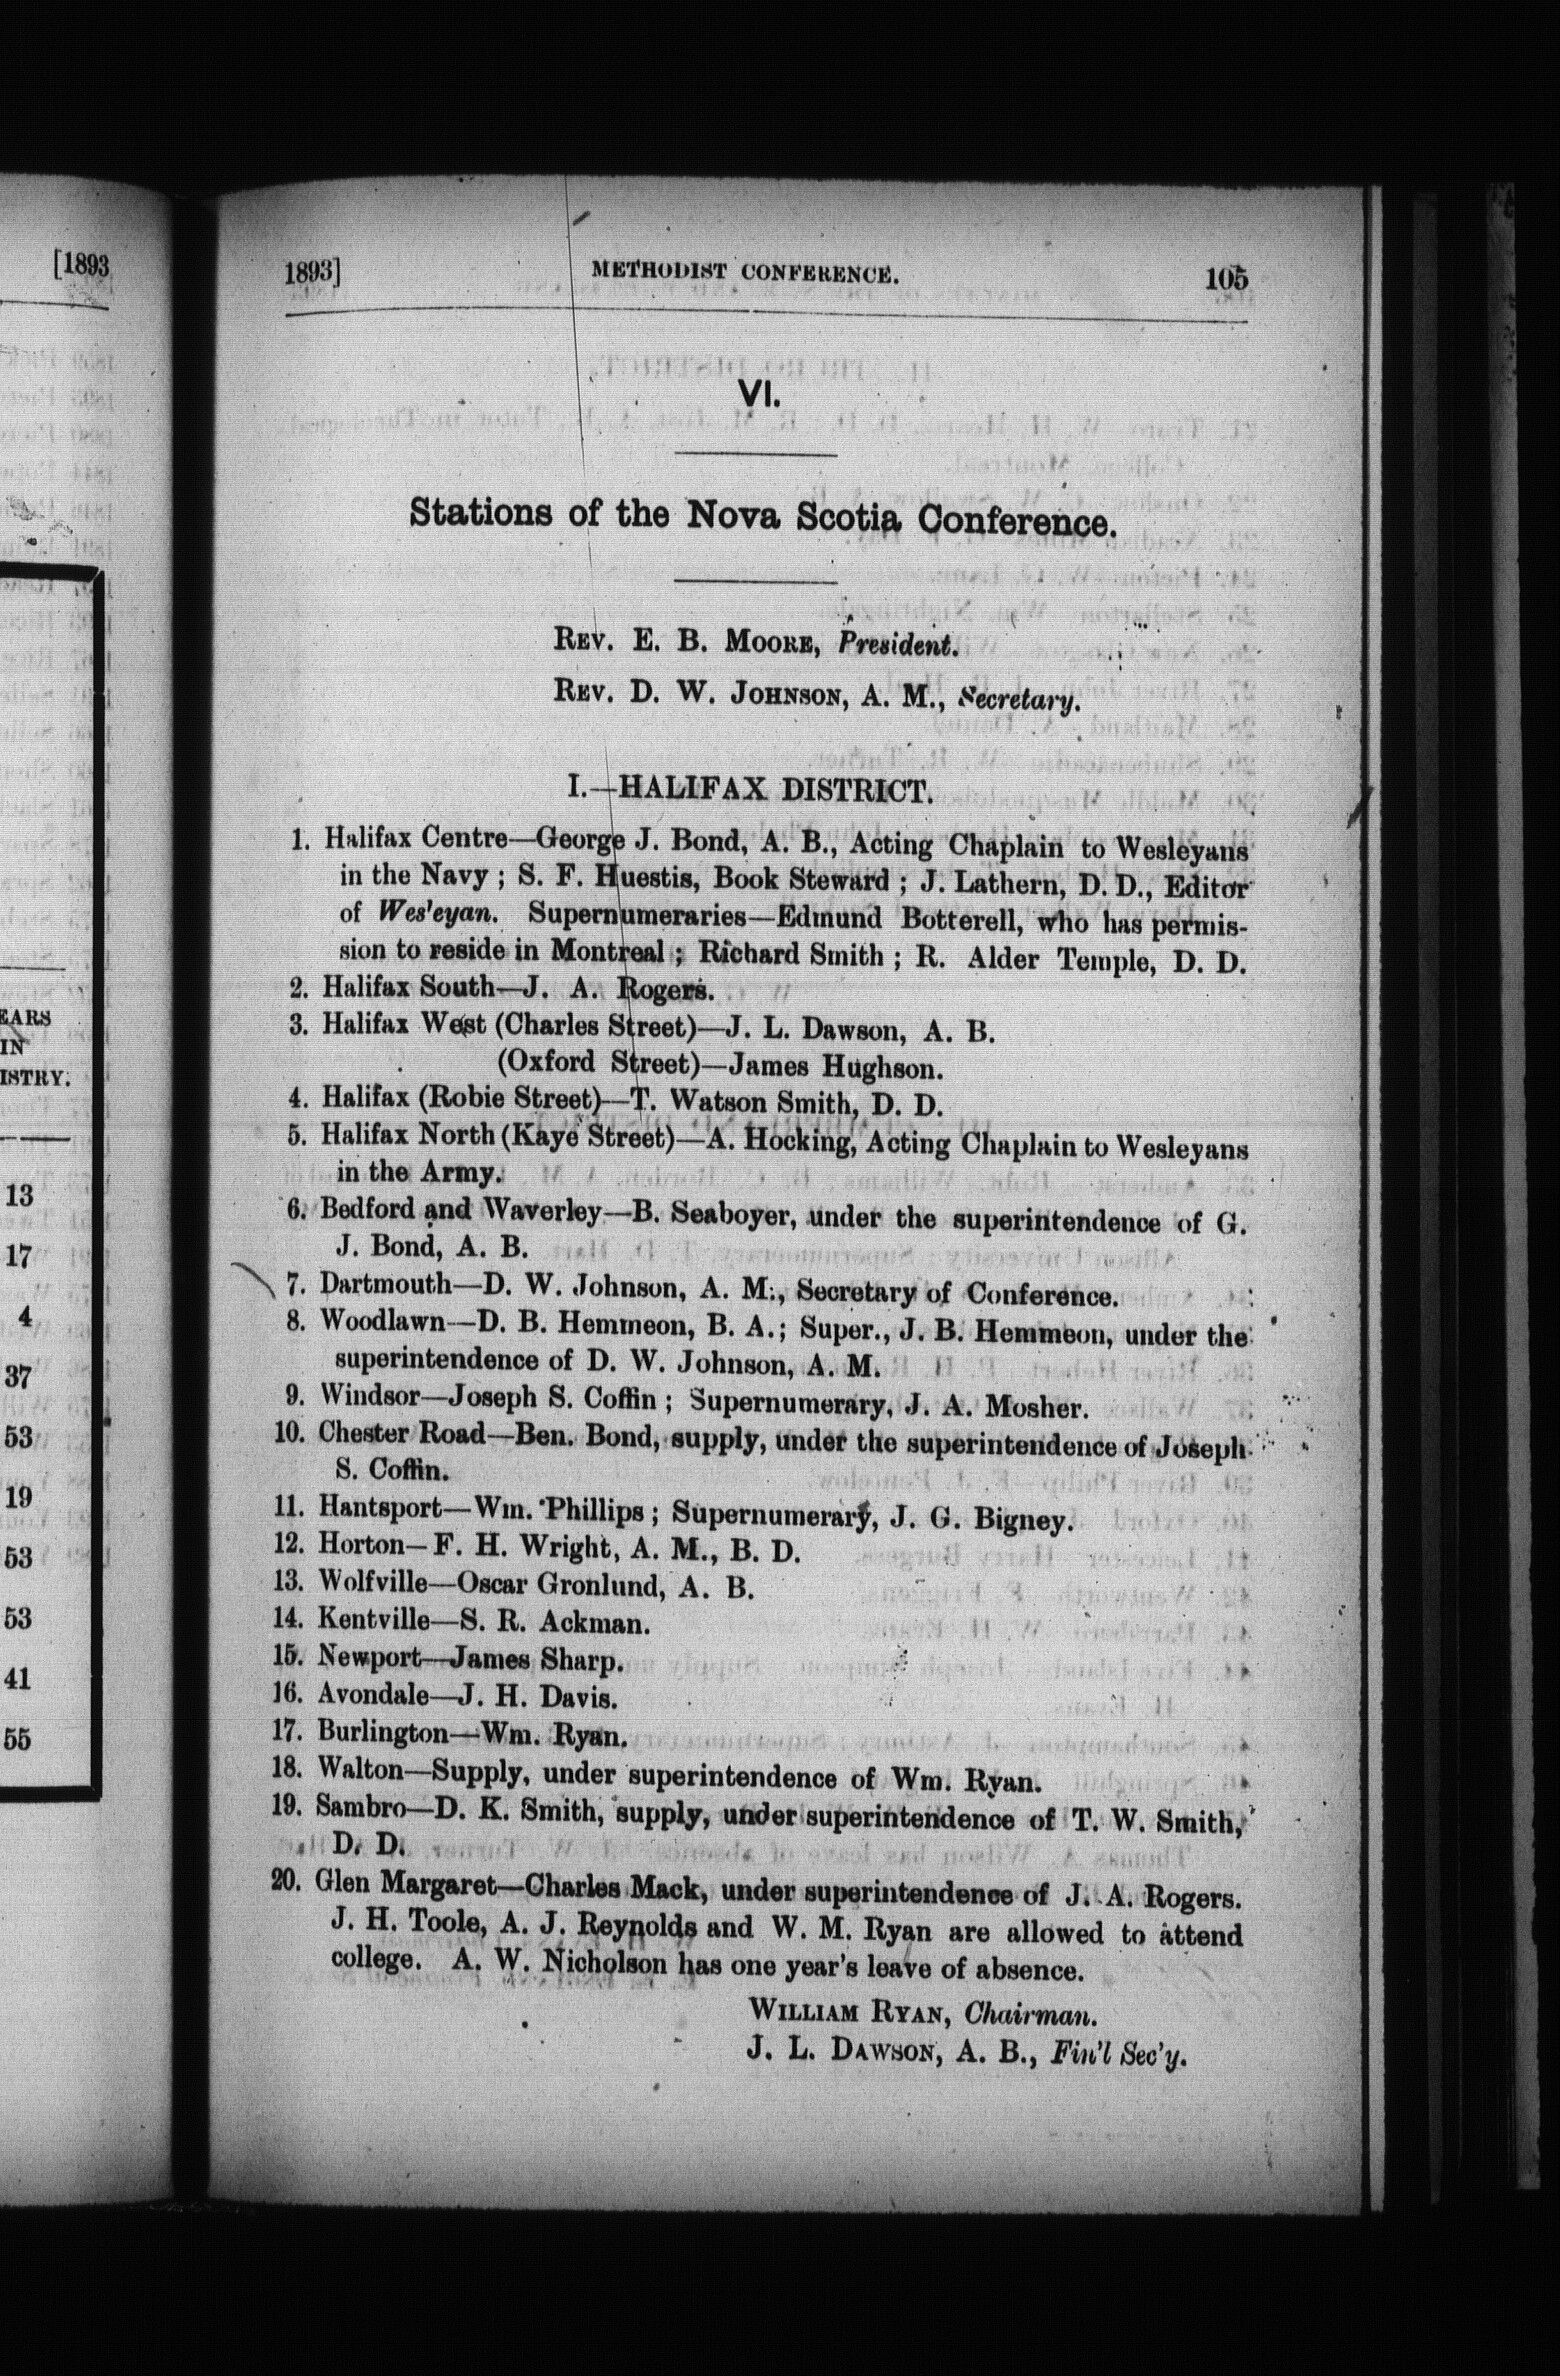 [1893
EARS
IN
ISTRY.
13
17
4
37
53
19
53
53
41
55
1893] METHODIST CONFERENCE. 105
VI.
Stations of the Nova Scotia Conference.
REV. E. B. MOORE, President.
REV. D. W. JOHNSON, A. M., Secretary.
I.—HALIFAX DISTRICT.
1. Halifax Centre—George J. Bond, A. B., Acting Chaplain to Wesleyans
in the Navy ; S. F. Huestis, Book Steward ; J. Lathern, D. D., Editor
of Wes'eyan. Supernumeraries—Edmund Botterell, who has permis-
sion to reside in Montreal ; Richard Smith ; R. Alder Temple, D. D.
2. Halifax South—J. A. Rogers.
3. Halifax West (Charles Street)—J. L. Dawson, A. B.
(Oxford Street)—James Hughson.
4. Halifax (Robie Street)—T. Watson Smith, D. D.
5. Halifax North (Kaye Street)—A. Hocking, Acting Chaplain to Wesleyans
in the Army.
6. Bedford and Waverley—B. Seaboyer, under the superintendence of G.
J. Bond, A. B.
7. Dartmouth—D. W. Johnson, A. M., Secretary of Conference.
8. Woodlawn—D. B. Hemmeon, B. A.; Super., J. B. Hemmeon, under the
superintendence of D. W. Johnson, A. M.
9. Windsor—Joseph S. Coffin ; Supernumerary, J. A. Mosher.
10. Chester Road—Ben. Bond, supply, under the superintendence of Joseph
S. Coffin.
11. Hantsport—Wm. Phillips ; Supernumerary, J. G. Bigney.
12. Horton—F. H. Wright, A. M., B. D.
13. Wolfville—Oscar Gronlund, A. B.
14. Kentville—S. R. Ackman.
15. Newport—James Sharp.
16. Avondale—J. H. Davis.
17. Burlington—Wm. Ryan.
18. Walton—Supply, under superintendence of Wm. Ryan.
19. Sambro—D. K. Smith, supply, under superintendence of T. W. Smith,
D. D.
20. Glen Margaret—Charles Mack, under superintendence of J. A. Rogers.
J. H. Toole, A. J. Reynolds and W. M. Ryan are allowed to attend
college. A. W. Nicholson has one year's leave of absence.
WILLIAM RYAN, Chairman.
J. L. DAWSON, A. B., Fin'l Sec'y.